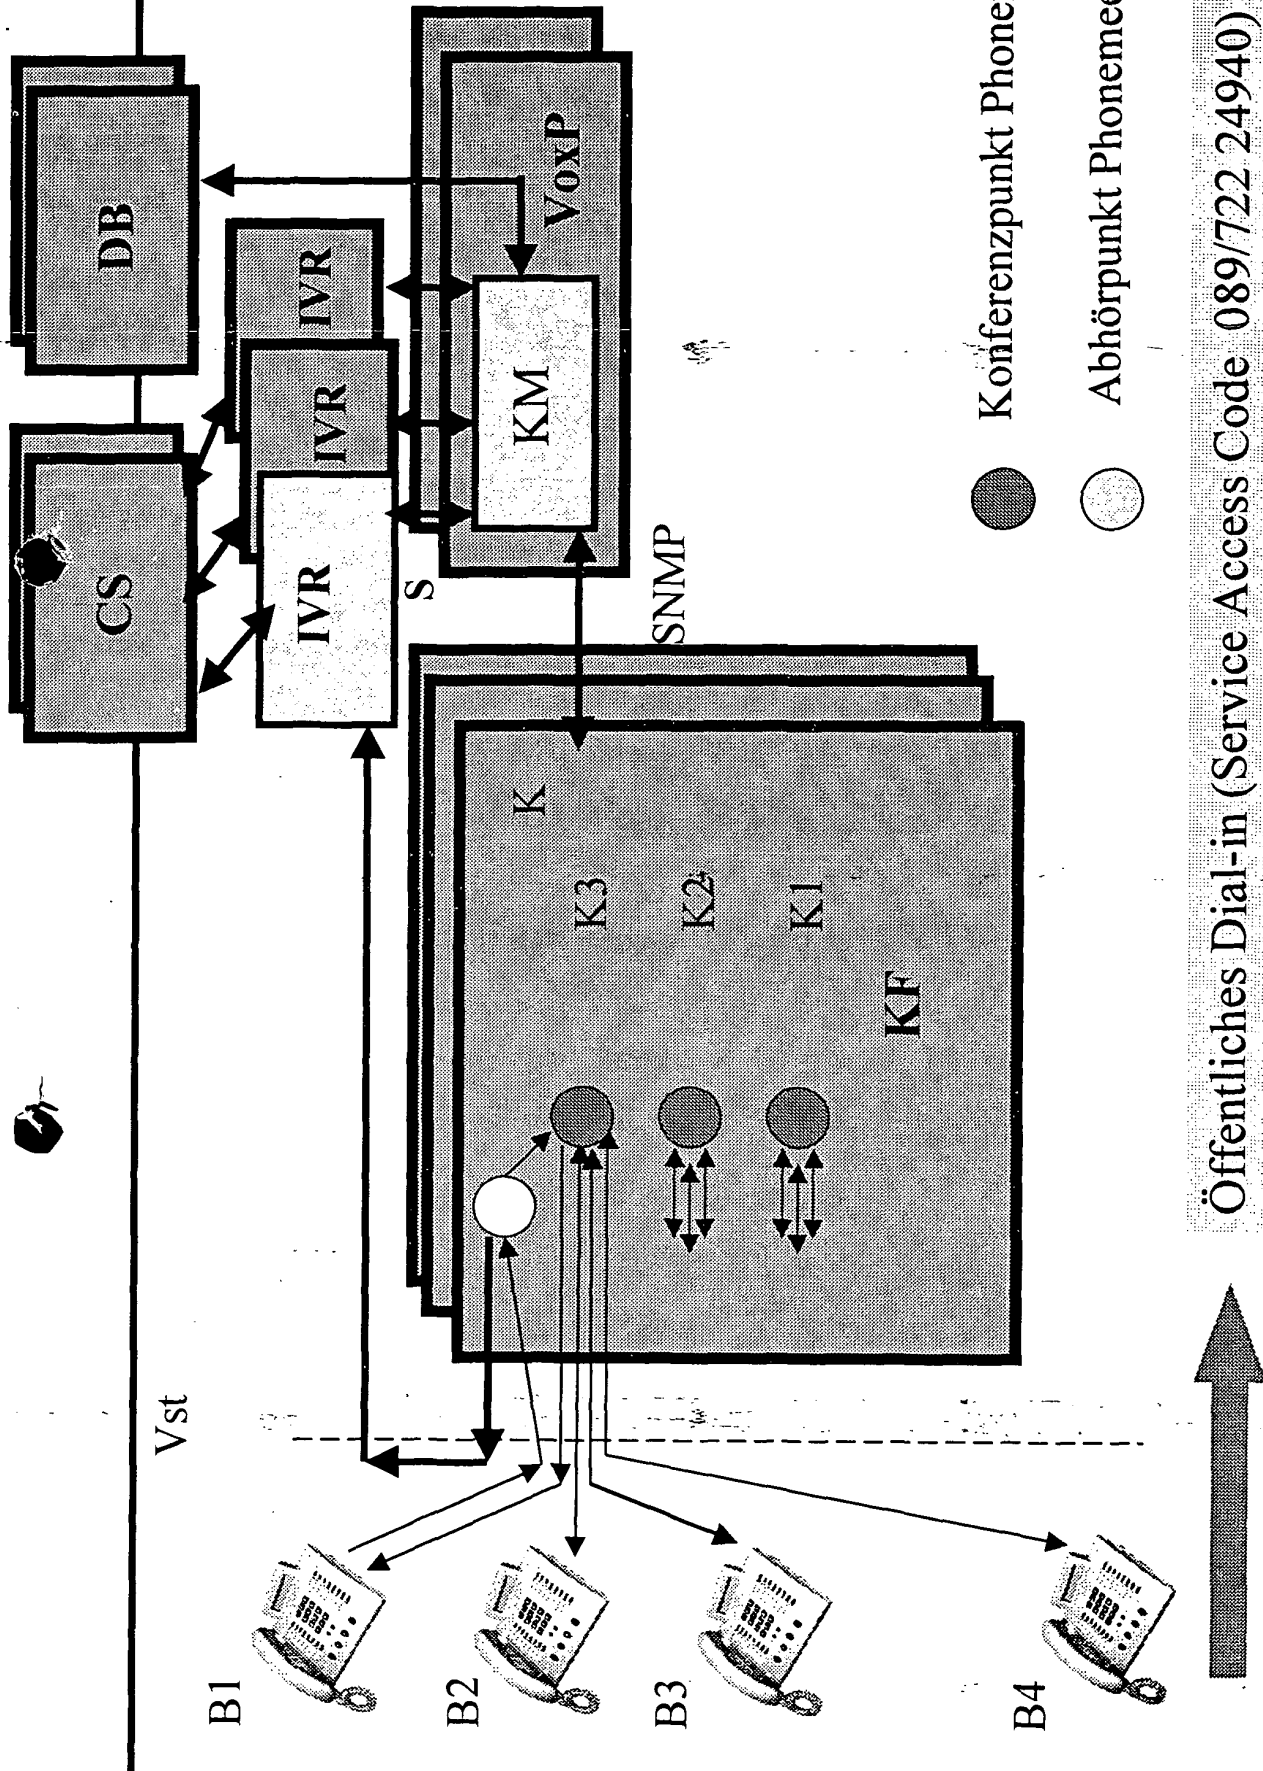 Vst
CS
DB
IVR
IVR
IVR
S
VoxP
KM
SNMP
K
K3
K2
K1
KF
B1
B2
B3
B4
Konferenzpunkt Phone
Abhörpunkt Phonemee
Öffentliches Dial-in (Service Access Code 089/722 24940)